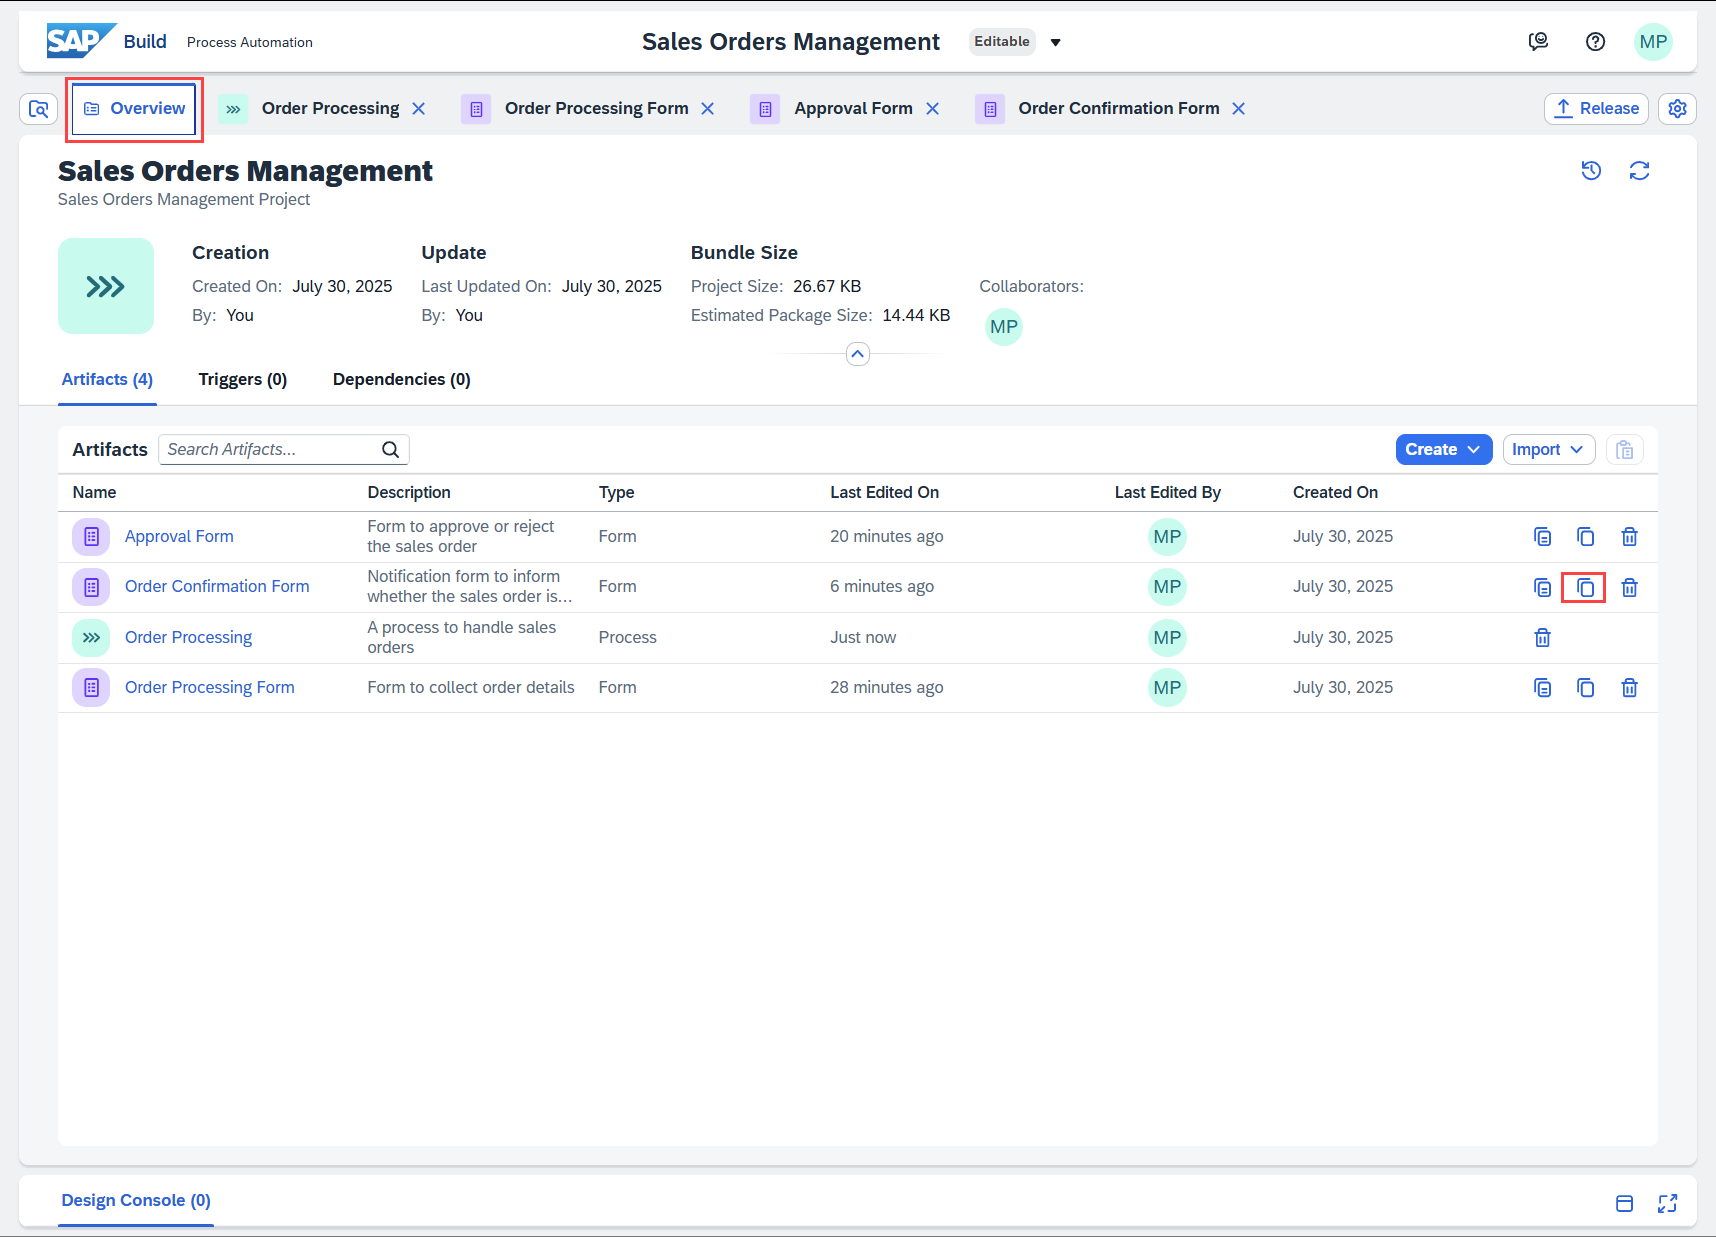 SAP Build Process Automation
Sales Orders Management Editable
MP
Overview
Order Processing
Order Processing Form
Approval Form
Order Confirmation Form
Release
Sales Orders Management
Sales Orders Management Project
Creation
Created On: July 30, 2025
By: You
Update
Last Updated On: July 30, 2025
By: You
Bundle Size
Project Size: 26.67 KB
Estimated Package Size: 14.44 KB
Collaborators:
MP
Artifacts (4) Triggers (0) Dependencies (0)
Artifacts Search Artifacts... Create Import
Name Description Type Last Edited On Last Edited By Created On
Approval Form Form to approve or reject Form 20 minutes ago MP July 30, 2025
the sales order
Order Confirmation Form Notification form to inform Form 6 minutes ago MP July 30, 2025
whether the sales order is...
Order Processing A process to handle sales Process Just now MP July 30, 2025
orders
Order Processing Form Form to collect order details Form 28 minutes ago MP July 30, 2025
Design Console (0)